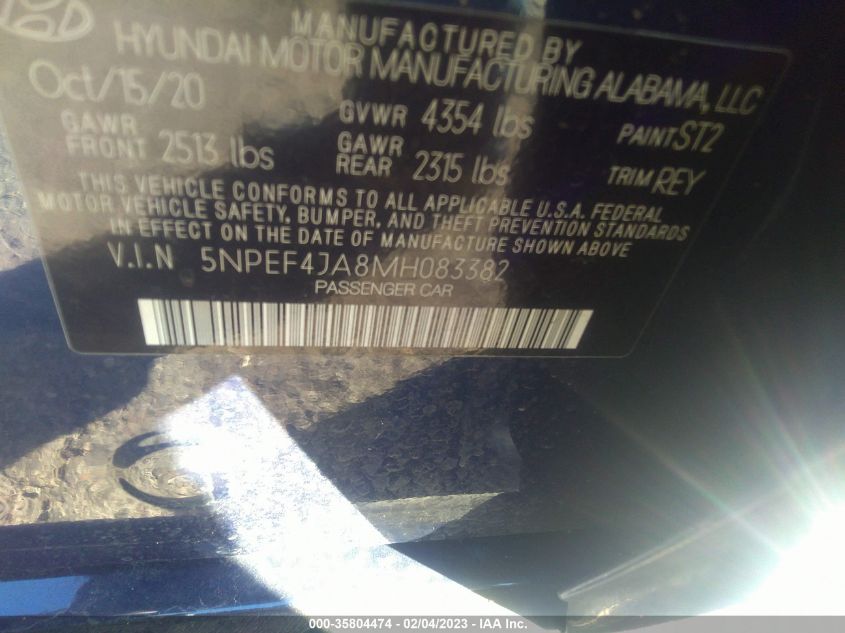 MANUFACTURED BY
HYUNDAI MOTOR MANUFACTURING ALABAMA, LLC
Oct/15/20
GVWR 4354 lbs
PAINT ST2
GAWR FRONT 2513 lbs
GAWR REAR 2315 lbs
TRIM REY
THIS VEHICLE CONFORMS TO ALL APPLICABLE U.S.A. FEDERAL
MOTOR VEHICLE SAFETY, BUMPER, AND THEFT PREVENTION STANDARDS
IN EFFECT ON THE DATE OF MANUFACTURE SHOWN ABOVE
V.I.N 5NPEF4JA8MH083382
PASSENGER CAR
000-35804474 — 02/04/2023 — IAA Inc.